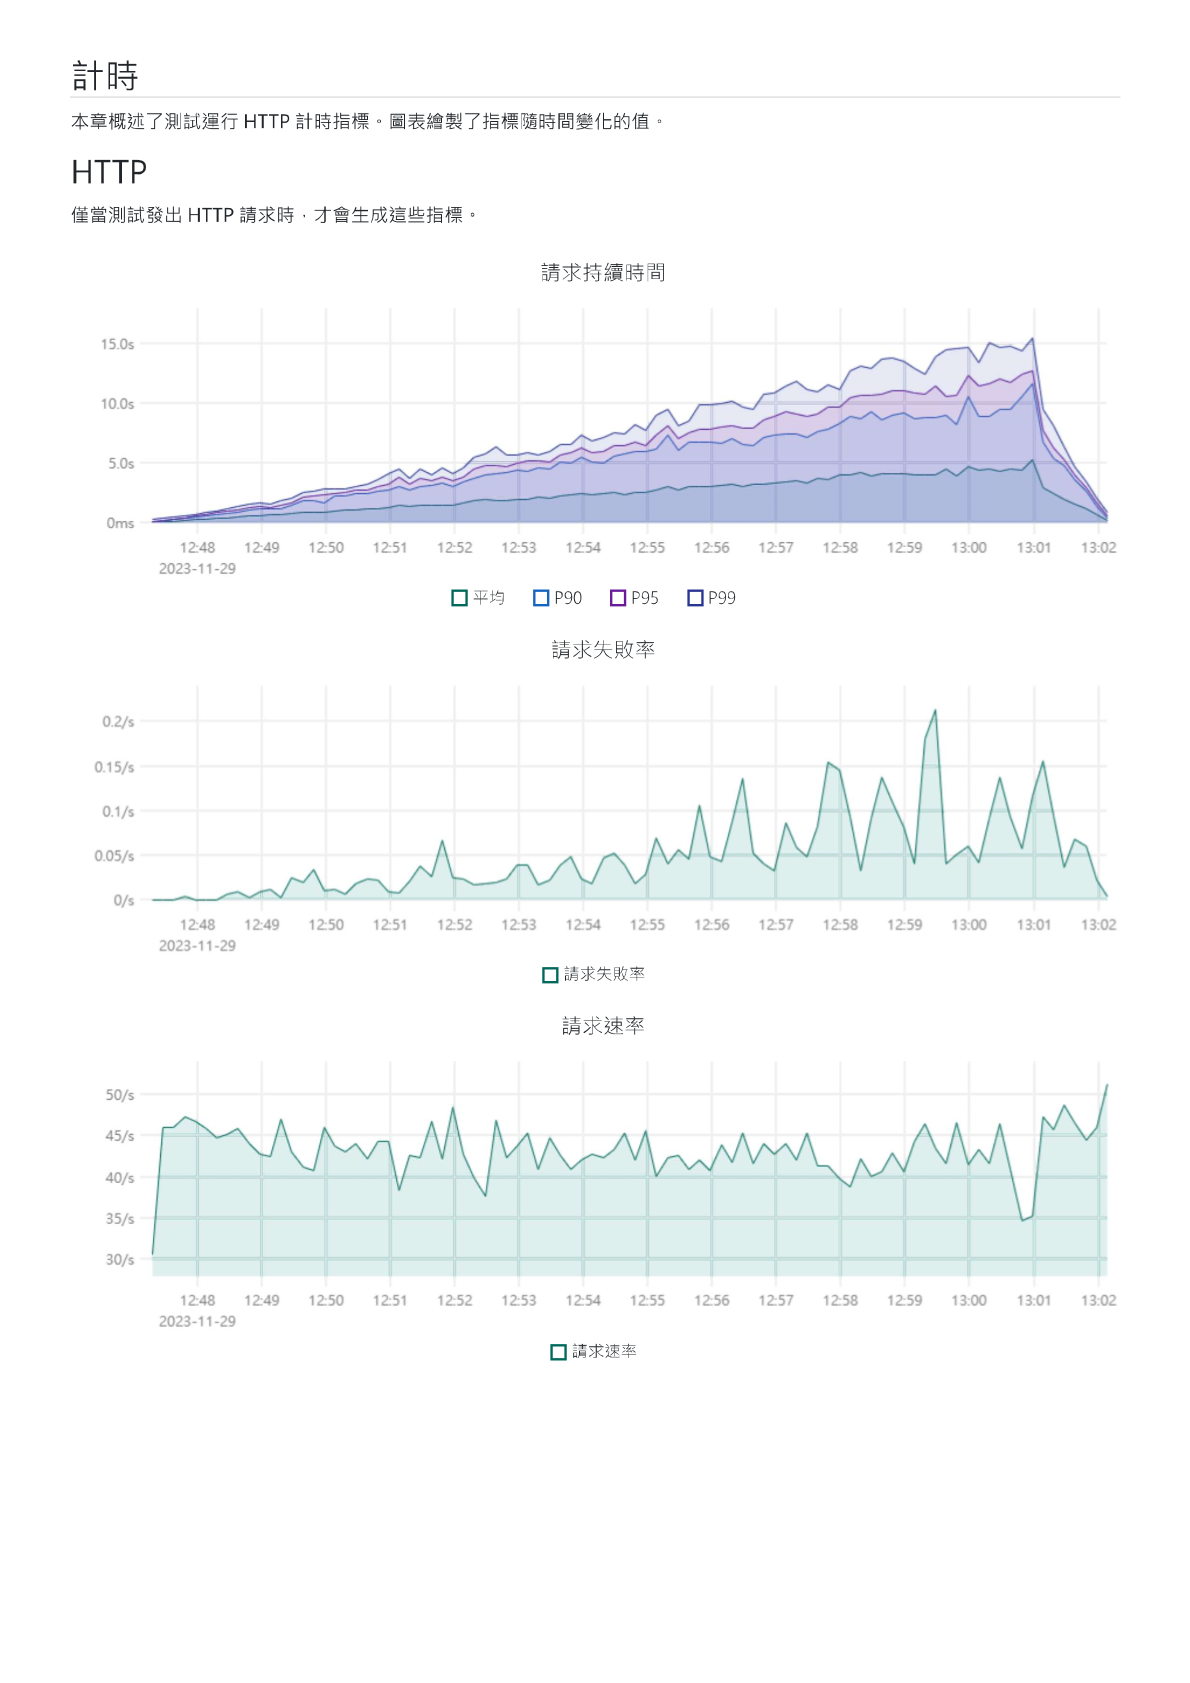 計時
本章概述了測試運行 HTTP 計時指標。圖表繪製了指標隨時間變化的值。
HTTP
僅當測試發出 HTTP 請求時，才會生成這些指標。
請求持續時間
15.0s
10.0s
5.0s
0ms
12:48 12:49 12:50 12:51 12:52 12:53 12:54 12:55 12:56 12:57 12:58 12:59 13:00 13:01 13:02
2023-11-29
平均 P90 P95 P99
請求失敗率
0.2/s
0.15/s
0.1/s
0.05/s
0/s
12:48 12:49 12:50 12:51 12:52 12:53 12:54 12:55 12:56 12:57 12:58 12:59 13:00 13:01 13:02
2023-11-29
請求失敗率
請求速率
50/s
45/s
40/s
35/s
30/s
12:48 12:49 12:50 12:51 12:52 12:53 12:54 12:55 12:56 12:57 12:58 12:59 13:00 13:01 13:02
2023-11-29
請求速率